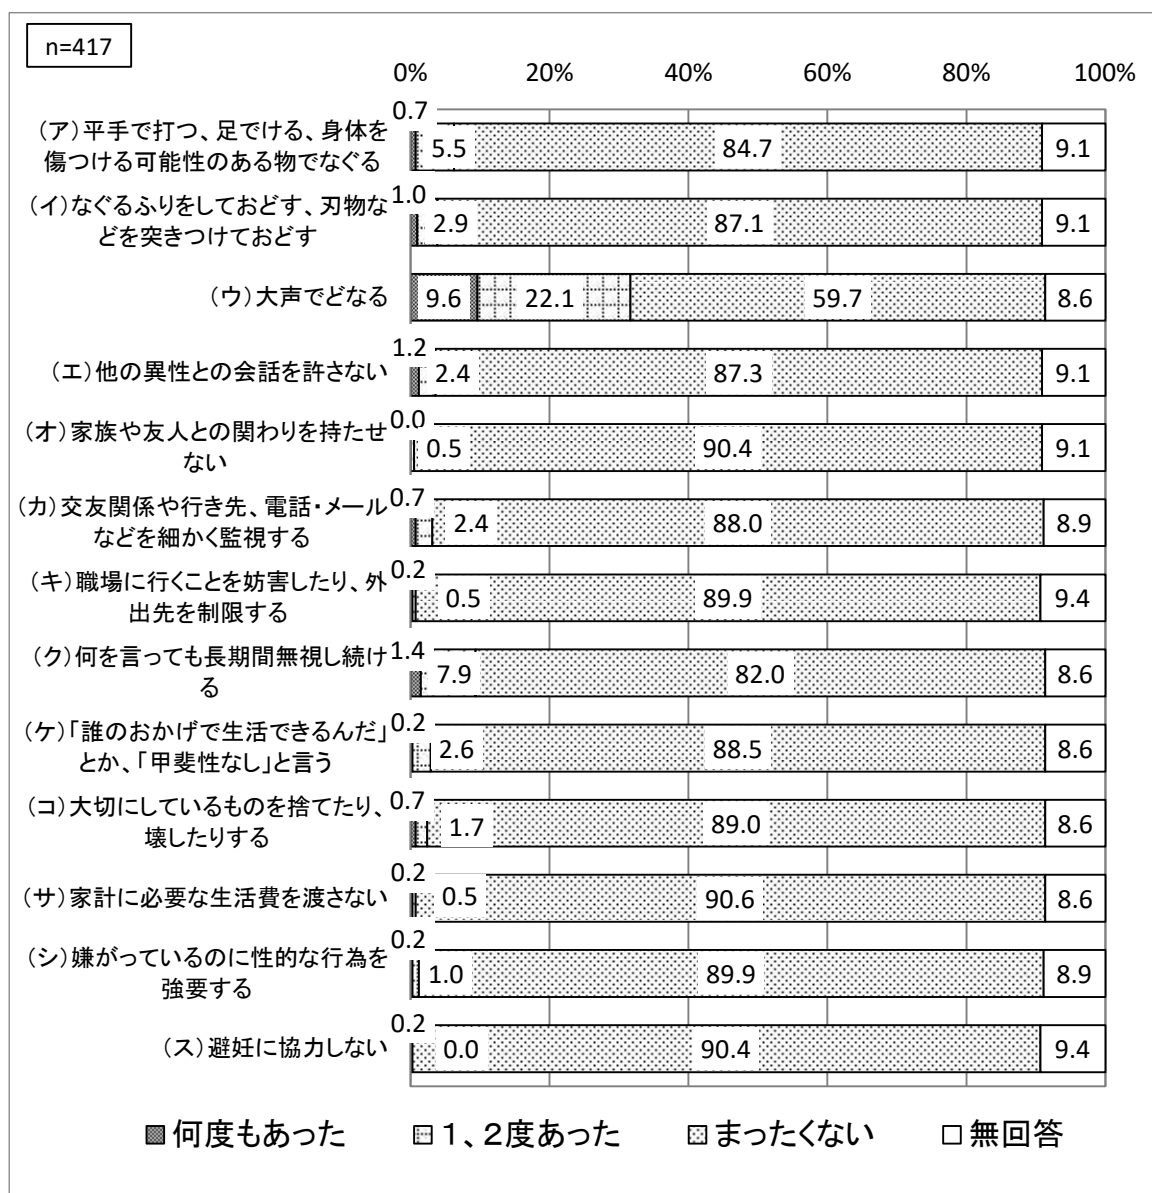 n=417
0% 20% 40% 60% 80% 100%
0.7
(ア)平手で打つ、足でける、身体を
傷つける可能性のある物でなぐる
5.5 84.7 9.1
1.0
(イ)なぐるふりをしておどす、刃物な
どを突きつけておどす
2.9 87.1 9.1
(ウ)大声でどなる
9.6 22.1 59.7 8.6
1.2
(エ)他の異性との会話を許さない
2.4 87.3 9.1
0.0
(オ)家族や友人との関わりを持たせ
ない
0.5 90.4 9.1
0.7
(カ)交友関係や行き先、電話・メール
などを細かく監視する
2.4 88.0 8.9
0.2
(キ)職場に行くことを妨害したり、外
出先を制限する
0.5 89.9 9.4
1.4
(ク)何を言っても長期間無視し続け
る
7.9 82.0 8.6
0.2
(ケ)「誰のおかげで生活できるんだ」
とか、「甲斐性なし」と言う
2.6 88.5 8.6
0.7
(コ)大切にしているものを捨てたり、
壊したりする
1.7 89.0 8.6
0.2
(サ)家計に必要な生活費を渡さない
0.5 90.6 8.6
0.2
(シ)嫌がっているのに性的な行為を
強要する
1.0 89.9 8.9
0.2
(ス)避妊に協力しない
0.0 90.4 9.4
何度もあった 1、2度あった まったくない 無回答